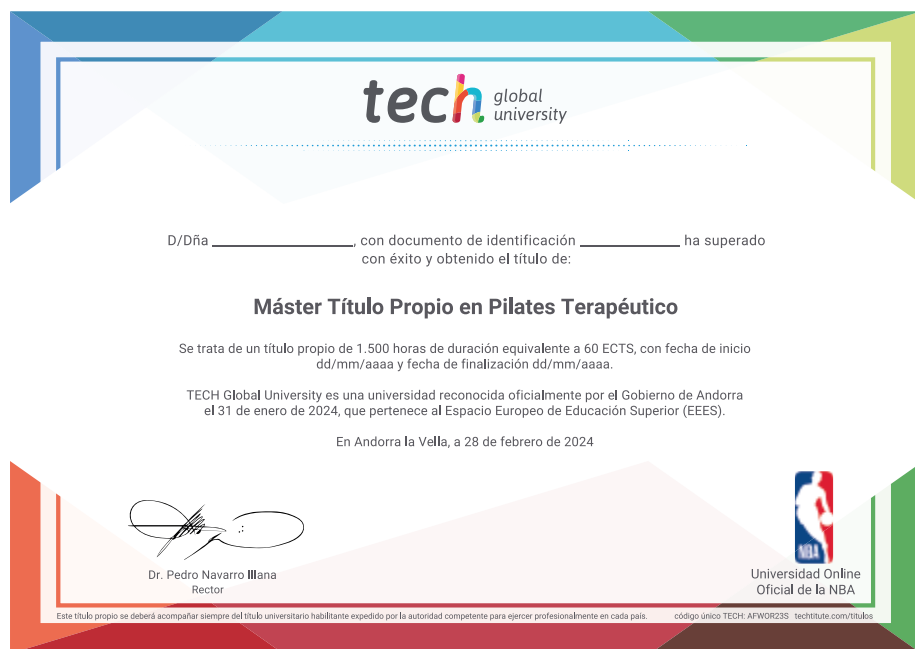 tech global university
D/Dña ____________________, con documento de identificación ______________ ha superado
con éxito y obtenido el título de:
Máster Título Propio en Pilates Terapéutico
Se trata de un título propio de 1.500 horas de duración equivalente a 60 ECTS, con fecha de inicio
dd/mm/aaaa y fecha de finalización dd/mm/aaaa.
TECH Global University es una universidad reconocida oficialmente por el Gobierno de Andorra
el 31 de enero de 2024, que pertenece al Espacio Europeo de Educación Superior (EEES).
En Andorra la Vella, a 28 de febrero de 2024
NBA
Dr. Pedro Navarro Illana
Rector
Universidad Online
Oficial de la NBA
Este título propio se deberá acompañar siempre del título universitario habilitante expedido por la autoridad competente para ejercer profesionalmente en cada país. código único TECH: AFWOR23S techtitute.com/titulos